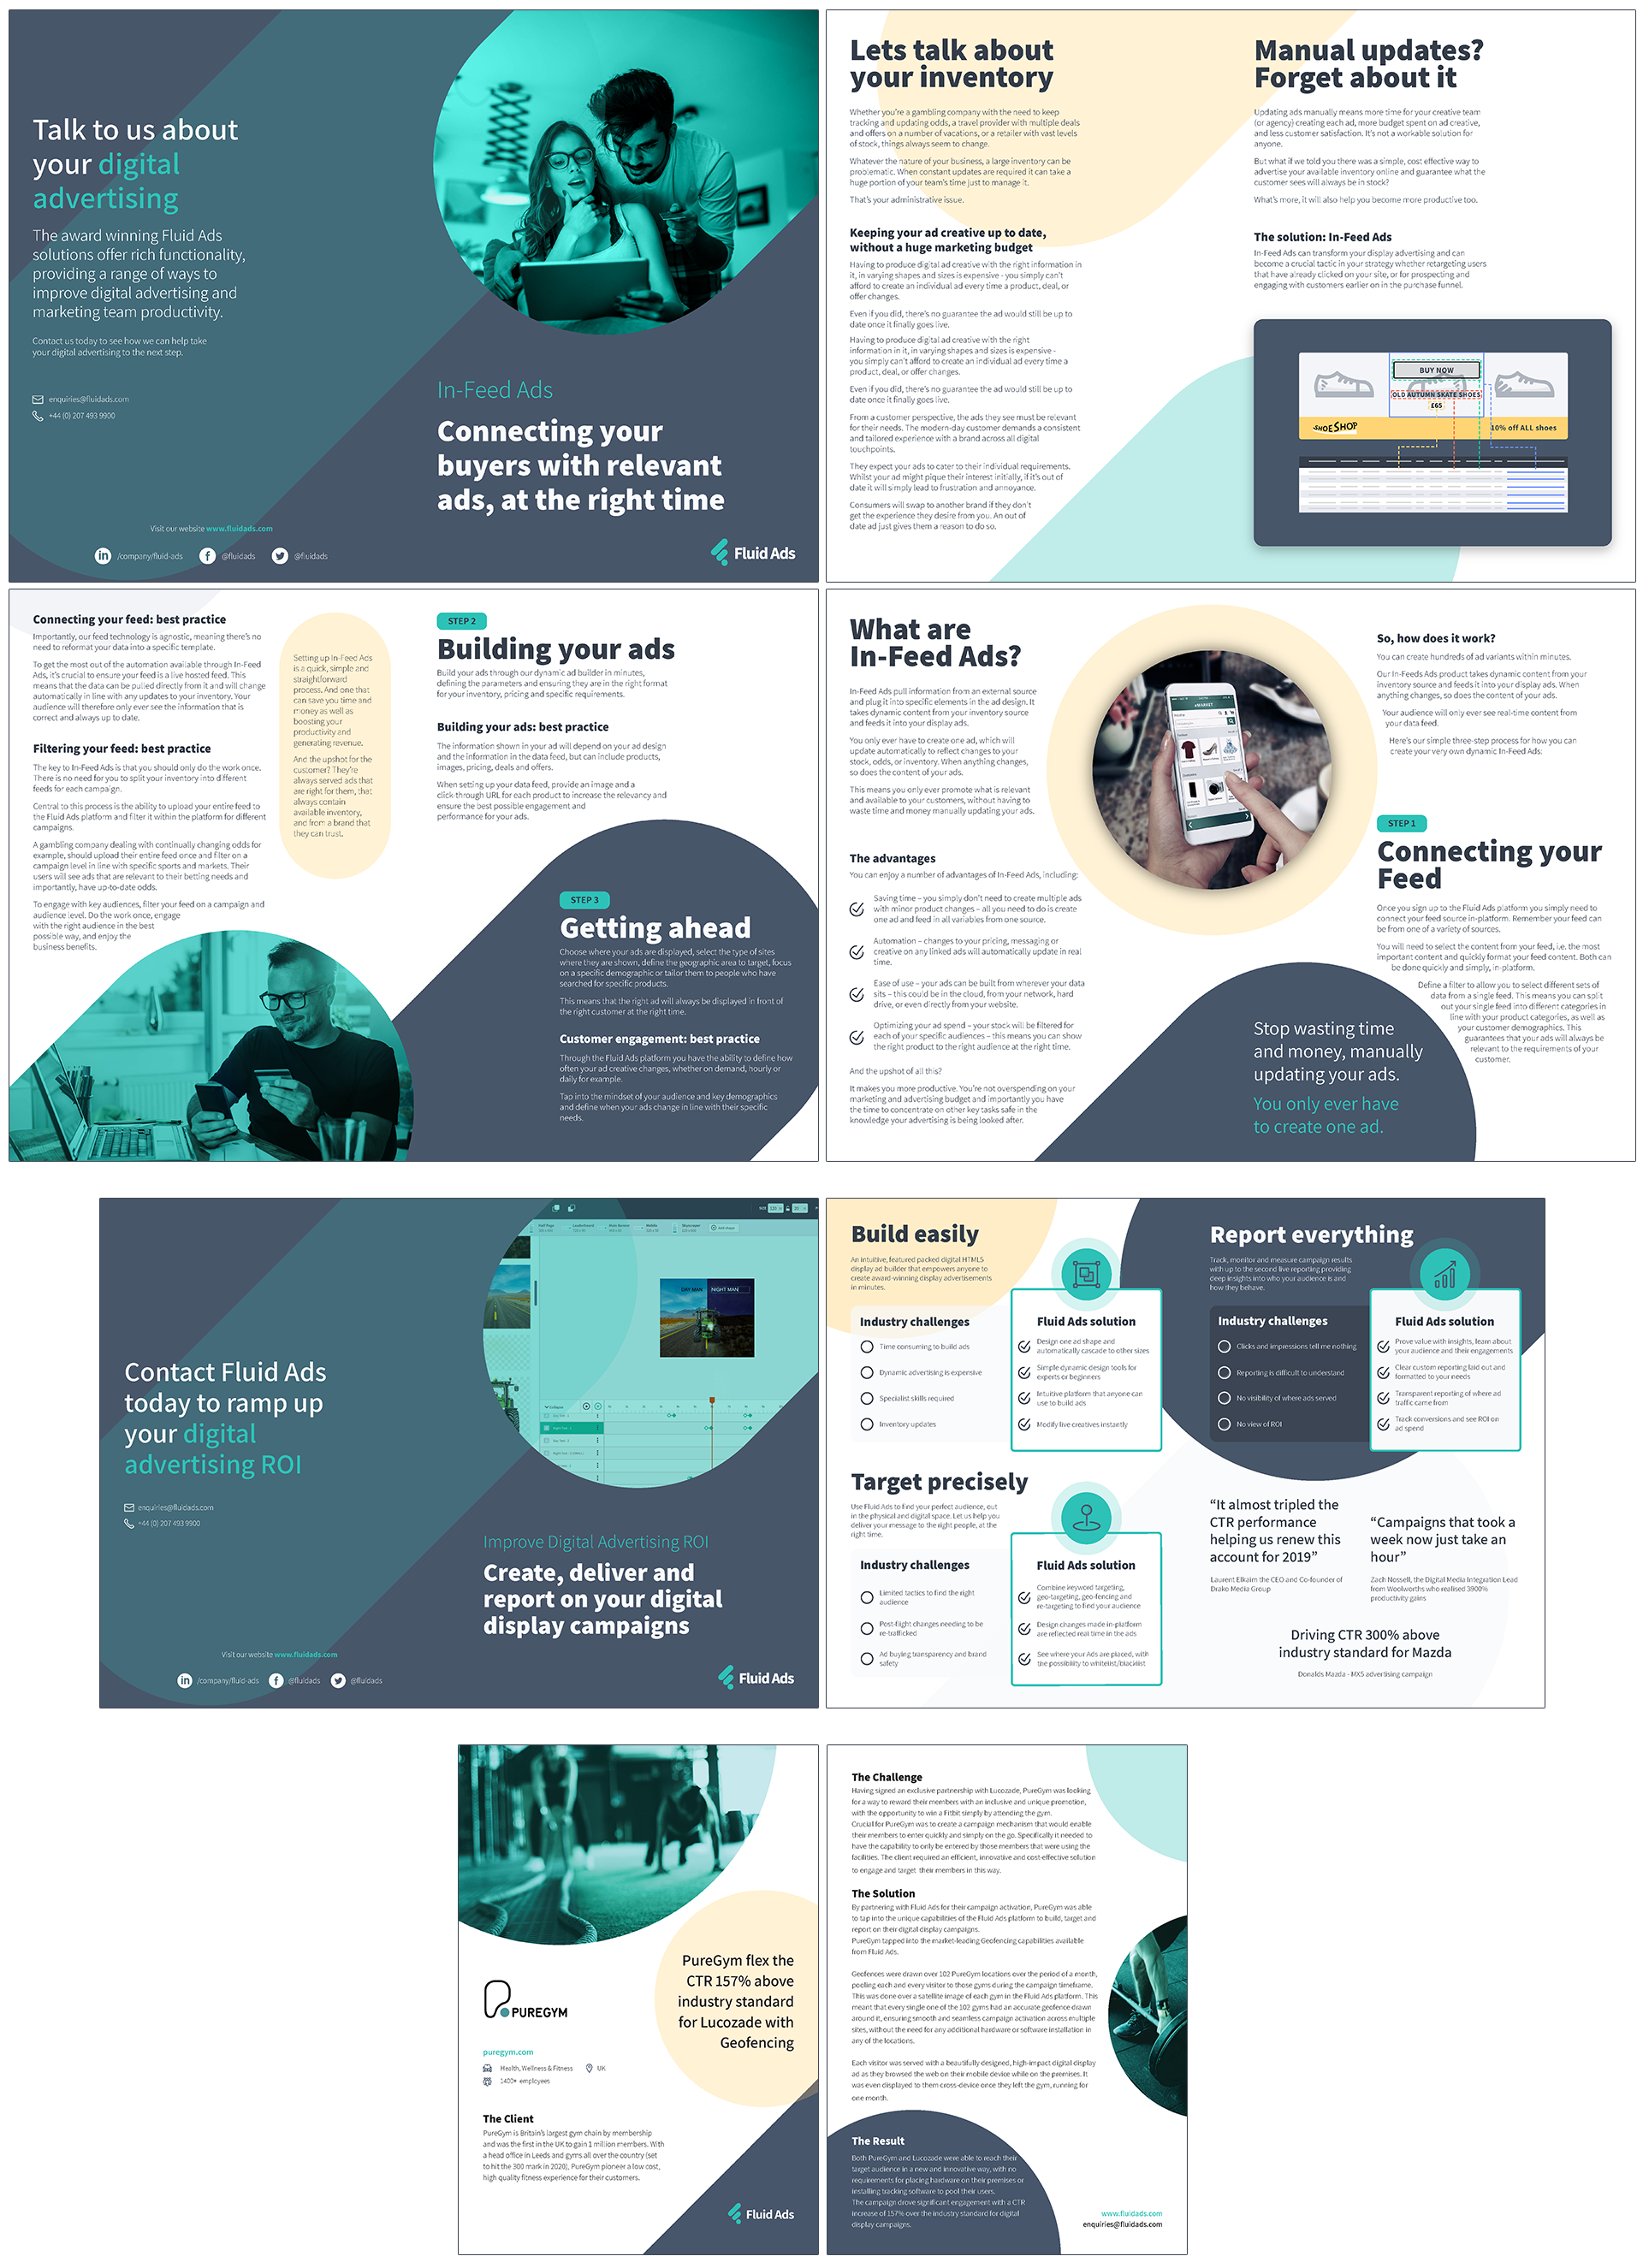 Talk to us about
your digital
advertising
The award winning Fluid Ads
solutions offer rich functionality,
providing a range of ways to
improve digital advertising and
marketing team productivity.
Contact us today to see how we can help take
your digital advertising to the next step.
enquiries@fluidads.com
+44 (0) 207 493 9900
Visit our website www.fluidads.com
/company/fluid-ads
@fluidads
@fluidads
In-Feed Ads
Connecting your
buyers with relevant
ads, at the right time
Fluid Ads
Lets talk about
your inventory
Whether you're a gambling company with the need to keep
tracking and updating odds, a travel provider with multiple deals
and offers on a number of vacations, or a retailer with vast levels
of stock, things always seem to change.
Whatever the nature of your business, a large inventory can be
problematic. When constant updates are required it can take a
huge portion of your team's time just to manage it.
That's your administrative issue.
Keeping your ad creative up to date,
without a huge marketing budget
Having to produce digital ad creative with the right information in
it, in varying shapes and sizes is expensive - you simply can't
afford to create an individual ad every time a product, deal, or
offer changes.
Even if you did, there's no guarantee the ad would still be up to
date once it finally goes live.
Having to produce digital ad creative with the right
information in it, in varying shapes and sizes is expensive -
you simply can't afford to create an individual ad every time a
product, deal, or offer changes.
Even if you did, there's no guarantee the ad would still be up to
date once it finally goes live.
From a customer perspective, the ads they see must be relevant
for their needs. The modern-day customer demands a consistent
and tailored experience with a brand across all digital
touchpoints.
They expect your ads to cater to their individual requirements.
Whilst your ad might pique their interest initially, if it's out of
date it will simply lead to frustration and annoyance.
Consumers will swap to another brand if they don't
get the experience they desire from you. An out of
date ad just gives them a reason to do so.
Manual updates?
Forget about it
Updating ads manually means more time for your creative team
(or agency) creating each ad, more budget spent on ad creative,
and less customer satisfaction. It's not a workable solution for
anyone.
But what if we told you there was a simple, cost effective way to
advertise your available inventory online and guarantee what the
customer sees will always be in stock?
What's more, it will also help you become more productive too.
The solution: In-Feed Ads
In-Feed Ads can transform your display advertising and can
become a crucial tactic in your strategy whether retargeting users
that have already clicked on your site, or for prospecting and
engaging with customers earlier on in the purchase funnel.
BUY NOW
OLD AUTUMN SKATE SHOES
£65
SHOE SHOP
10% off ALL shoes
Connecting your feed: best practice
Importantly, our feed technology is agnostic, meaning there's no
need to reformat your data into a specific template.
To get the most out of the automation available through In-Feed
Ads, it's crucial to ensure your feed is a live hosted feed. This
means that the data can be pulled directly from it and will change
automatically in line with any updates to your inventory. Your
audience will therefore only ever see the information that is
correct and always up to date.
Filtering your feed: best practice
The key to In-Feed Ads is that you should only do the work once.
There is no need for you to split your inventory into different
feeds for each campaign.
Central to this process is the ability to upload your entire feed to
the Fluid Ads platform and filter it within the platform for different
campaigns.
A gambling company dealing with continually changing odds for
example, should upload their entire feed once and filter on a
campaign level in line with specific sports and markets. Their
users will see ads that are relevant to their betting needs and
importantly, have up-to-date odds.
To engage with key audiences, filter your feed on a campaign and
audience level. Do the work once, engage
with the right audience in the best
possible way, and enjoy the
business benefits.
Setting up In-Feed Ads
is a quick, simple and
straightforward
process. And one that
can save you time and
money as well as
boosting your
productivity and
generating revenue.
And the upshot for the
customer? They're
always served ads that
are right for them, that
always contain
available inventory,
and from a brand that
they can trust.
STEP 2
Building your ads
Build your ads through our dynamic ad builder in minutes,
defining the parameters and ensuring they are in the right format
for your inventory, pricing and specific requirements.
Building your ads: best practice
The information shown in your ad will depend on your ad design
and the information in the data feed, but can include products,
images, pricing, deals and offers.
When setting up your data feed, provide an image and a
click-through URL for each product to increase the relevancy and
ensure the best possible engagement and
performance for your ads.
STEP 3
Getting ahead
Choose where your ads are displayed, select the type of sites
where they are shown, define the geographic area to target, focus
on a specific demographic or tailor them to people who have
searched for specific products.
This means that the right ad will always be displayed in front of
the right customer at the right time.
Customer engagement: best practice
Through the Fluid Ads platform you have the ability to define how
often your ad creative changes, whether on demand, hourly or
daily for example.
Tap into the mindset of your audience and key demographics
and define when your ads change in line with their specific
needs.
What are
In-Feed Ads?
In-Feed Ads pull information from an external source
and plug it into specific elements in the ad design. It
takes dynamic content from your inventory source
and feeds it into your display ads.
You only ever have to create one ad, which will
update automatically to reflect changes to your
stock, odds, or inventory. When anything changes,
so does the content of your ads.
This means you only ever promote what is relevant
and available to your customers, without having to
waste time and money manually updating your ads.
The advantages
You can enjoy a number of advantages of In-Feed Ads, including:
Saving time – you simply don't need to create multiple ads
with minor product changes – all you need to do is create
one ad and feed in all variables from one source.
Automation – changes to your pricing, messaging or
creative on any linked ads will automatically update in real
time.
Ease of use – your ads can be built from wherever your data
sits – this could be in the cloud, from your network, hard
drive, or even directly from your website.
Optimizing your ad spend – your stock will be filtered for
each of your specific audiences – this means you can show
the right product to the right audience at the right time.
And the upshot of all this?
It makes you more productive. You're not overspending on your
marketing and advertising budget and importantly you have
the time to concentrate on other key tasks safe in the
knowledge your advertising is being looked after.
So, how does it work?
You can create hundreds of ad variants within minutes.
Our In-Feeds Ads product takes dynamic content from your
inventory source and feeds it into your display ads. When
anything changes, so does the content of your ads.
Your audience will only ever see real-time content from
your data feed.
Here's our simple three-step process for how you can
create your very own dynamic In-Feed Ads:
STEP 1
Connecting your
Feed
Once you sign up to the Fluid Ads platform you simply need to
connect your feed source in-platform. Remember your feed can
be from one of a variety of sources.
You will need to select the content from your feed, i.e. the most
important content and quickly format your feed content. Both can
be done quickly and simply, in-platform.
Define a filter to allow you to select different sets of
data from a single feed. This means you can split
out your single feed into different categories in
line with your product categories, as well as
your customer demographics. This
guarantees that your ads will always be
relevant to the requirements of your
customer.
Stop wasting time
and money, manually
updating your ads.
You only ever have
to create one ad.
Contact Fluid Ads
today to ramp up
your digital
advertising ROI
enquiries@fluidads.com
+44 (0) 207 493 9900
Visit our website www.fluidads.com
/company/fluid-ads
@fluidads
@fluidads
DAY MAN
NIGHT MAN
Improve Digital Advertising ROI
Create, deliver and
report on your digital
display campaigns
Fluid Ads
Build easily
An intuitive, featured packed digital HTML5
display ad builder that empowers anyone to
create award-winning display advertisements
in minutes.
Industry challenges
Time consuming to build ads
Dynamic advertising is expensive
Specialist skills required
Inventory updates
Fluid Ads solution
Design one ad shape and
automatically cascade to other sizes
Simple dynamic design tools for
experts or beginners
Intuitive platform that anyone can
use to build ads
Modify live creatives instantly
Report everything
Track, monitor and measure campaign results
with up to the second live reporting providing
deep insights into who your audience is and
how they behave.
Industry challenges
Clicks and impressions tell me nothing
Reporting is difficult to understand
No visibility of where ads served
No view of ROI
Fluid Ads solution
Prove value with insights, learn about
your audience and their engagements
Clear custom reporting laid out and
formatted to your needs
Transparent reporting of where ad
traffic came from
Track conversions and see ROI on
ad spend
Target precisely
Use Fluid Ads to find your perfect audience, out
in the physical and digital space. Let us help you
deliver your message to the right people, at the
right time.
Industry challenges
Limited tactics to find the right
audience
Post-flight changes needing to be
re-trafficked
Ad buying transparency and brand
safety
Fluid Ads solution
Combine keyword targeting,
geo-targeting, geo-fencing and
re-targeting to find your audience
Design changes made in-platform
are reflected real time in the ads
See where your Ads are placed, with
the possibility to whitelist/blacklist
“It almost tripled the
CTR performance
helping us renew this
account for 2019”
Laurent Elkaim the CEO and Co-founder of
Drako Media Group
“Campaigns that took a
week now just take an
hour”
Zach Nossell, the Digital Media Integration Lead
from Woolworths who realised 3900%
productivity gains
Driving CTR 300% above
industry standard for Mazda
Donalds Mazda - MX5 advertising campaign
PureGym flex the
CTR 157% above
industry standard
for Lucozade with
Geofencing
PUREGYM
puregym.com
Health, Wellness & Fitness
UK
1400+ employees
The Client
PureGym is Britain's largest gym chain by membership
and was the first in the UK to gain 1 million members. With
a head office in Leeds and gyms all over the country (set
to hit the 300 mark in 2020), PureGym pioneer a low cost,
high quality fitness experience for their customers.
Fluid Ads
The Challenge
Having signed an exclusive partnership with Lucozade, PureGym was looking
for a way to reward their members with an inclusive and unique promotion,
with the opportunity to win a Fitbit simply by attending the gym.
Crucial for PureGym was to create a campaign mechanism that would enable
their members to enter quickly and simply on the go. Specifically it needed to
have the capability to only be entered by those members that were using the
facilities. The client required an efficient, innovative and cost-effective solution
to engage and target their members in this way.
The Solution
By partnering with Fluid Ads for their campaign activation, PureGym was able
to tap into the unique capabilities of the Fluid Ads platform to build, target and
report on their digital display campaigns.
PureGym tapped into the market-leading Geofencing capabilities available
from Fluid Ads.
Geofences were drawn over 102 PureGym locations over the period of a month,
pooling each and every visitor to those gyms during the campaign timeframe.
This was done over a satellite image of each gym in the Fluid Ads platform. This
meant that every single one of the 102 gyms had an accurate geofence drawn
around it, ensuring smooth and seamless campaign activation across multiple
sites, without the need for any additional hardware or software installation in
any of the locations.
Each visitor was served with a beautifully designed, high-impact digital display
ad as they browsed the web on their mobile device while on the premises. It
was even displayed to them cross-device once they left the gym, running for
one month.
The Result
Both PureGym and Lucozade were able to reach their
target audience in a new and innovative way, with no
requirements for placing hardware on their premises or
installing tracking software to pool their users.
The campaign drove significant engagement with a CTR
increase of 157% over the industry standard for digital
display campaigns.
www.fluidads.com
enquiries@fluidads.com